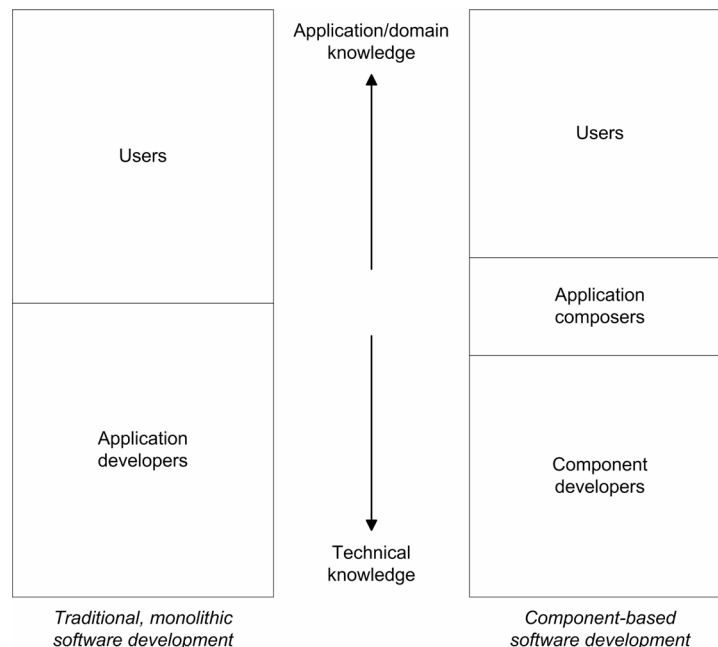 Application/domain
knowledge
Users
Users
Application
composers
Application
developers
Component
developers
Technical
knowledge
Traditional, monolithic
software development
Component-based
software development